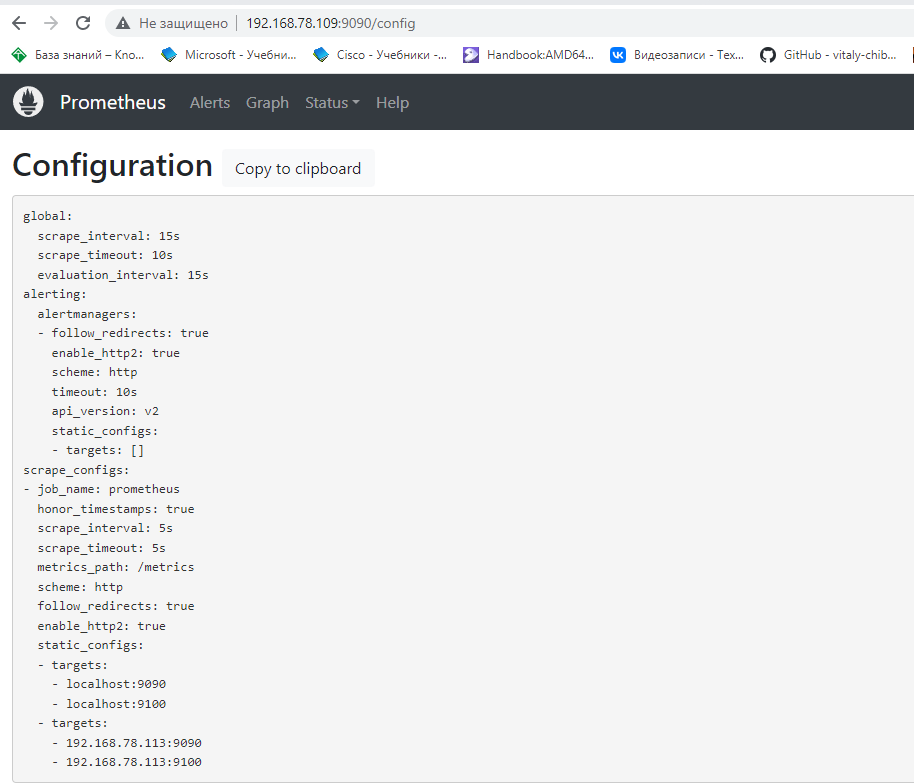 Не защищено 192.168.78.109:9090/config
База знаний – Kno... Microsoft - Учебни... Cisco - Учебники -... Handbook:AMD64... Видеозаписи - Тех... GitHub - vitaly-chib...
Prometheus Alerts Graph Status Help
Configuration Copy to clipboard
global:
  scrape_interval: 15s
  scrape_timeout: 10s
  evaluation_interval: 15s
alerting:
  alertmanagers:
  - follow_redirects: true
    enable_http2: true
    scheme: http
    timeout: 10s
    api_version: v2
    static_configs:
    - targets: []
scrape_configs:
- job_name: prometheus
  honor_timestamps: true
  scrape_interval: 5s
  scrape_timeout: 5s
  metrics_path: /metrics
  scheme: http
  follow_redirects: true
  enable_http2: true
  static_configs:
  - targets:
    - localhost:9090
    - localhost:9100
  - targets:
    - 192.168.78.113:9090
    - 192.168.78.113:9100